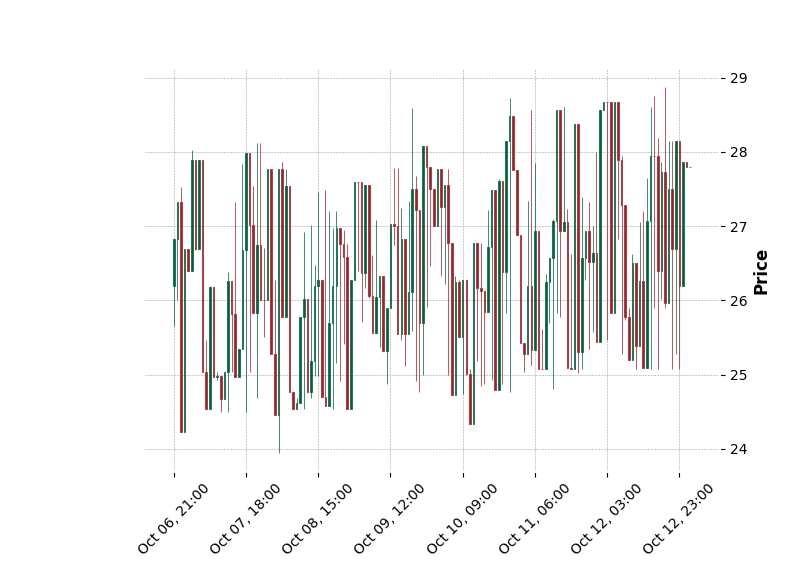 29
28
27
26
25
24
Price
Oct 06, 21:00
Oct 07, 18:00
Oct 08, 15:00
Oct 09, 12:00
Oct 10, 09:00
Oct 11, 06:00
Oct 12, 03:00
Oct 12, 23:00